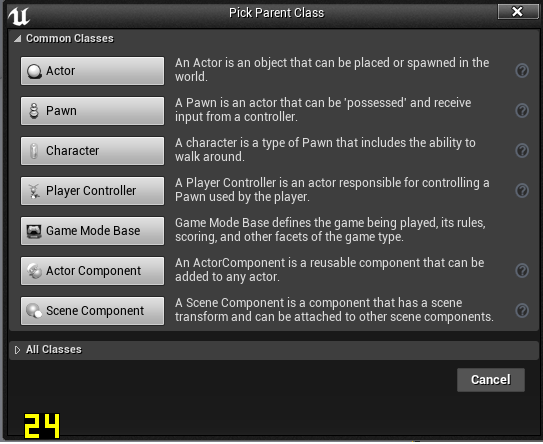 Pick Parent Class
Common Classes
Actor
An Actor is an object that can be placed or spawned in the
world.
Pawn
A Pawn is an actor that can be 'possessed' and receive
input from a controller.
Character
A character is a type of Pawn that includes the ability to
walk around.
Player Controller
A Player Controller is an actor responsible for controlling a
Pawn used by the player.
Game Mode Base
Game Mode Base defines the game being played, its rules,
scoring, and other facets of the game type.
Actor Component
An ActorComponent is a reusable component that can be
added to any actor.
Scene Component
A Scene Component is a component that has a scene
transform and can be attached to other scene components.
All Classes
Cancel
24